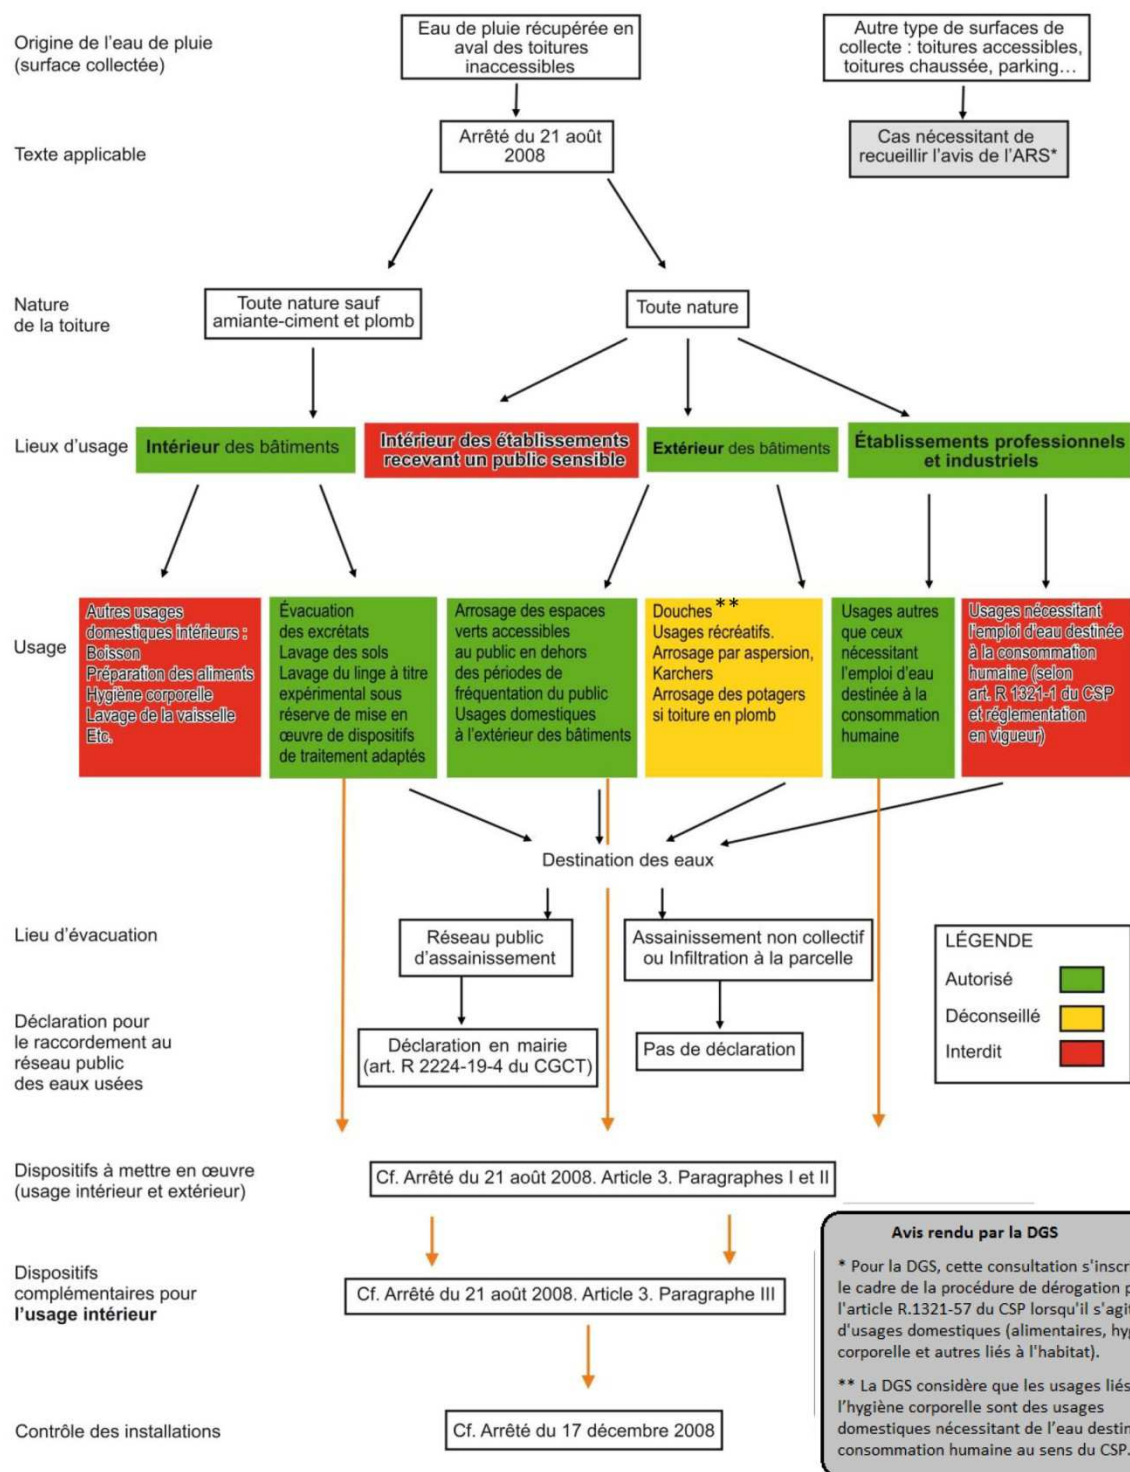 Origine de l'eau de pluie
(surface collectée)
Eau de pluie récupérée en
aval des toitures
inaccessibles
Autre type de surfaces de
collecte : toitures accessibles,
toitures chaussée, parking...
Texte applicable
Arrêté du 21 août
2008
Cas nécessitant de
recueillir l'avis de l'ARS*
Nature
de la toiture
Toute nature sauf
amiante-ciment et plomb
Toute nature
Lieux d'usage
Intérieur des bâtiments
Intérieur des établissements
recevant un public sensible
Extérieur des bâtiments
Établissements professionnels
et industriels
Usage
Autres usages
domestiques intérieurs :
Boisson
Préparation des aliments
Hygiène corporelle
Lavage de la vaisselle
Etc.
Évacuation
des excrétats
Lavage des sols
Lavage du linge à titre
expérimental sous
réserve de mise en
œuvre de dispositifs
de traitement adaptés
Arrosage des espaces
verts accessibles
au public en dehors
des périodes de
fréquentation du public
Usages domestiques
à l'extérieur des bâtiments
Douches**
Usages récréatifs.
Arrosage par aspersion,
Karchers
Arrosage des potagers
si toiture en plomb
Usages autres
que ceux
nécessitant
l'emploi d'eau
destinée à la
consommation
humaine
Usages nécessitant
l'emploi d'eau destinée
à la consommation
humaine (selon
art. R 1321-1 du CSP
et réglementation
en vigueur)
Destination des eaux
Lieu d'évacuation
Réseau public
d'assainissement
Assainissement non collectif
ou Infiltration à la parcelle
Déclaration pour
le raccordement au
réseau public
des eaux usées
Déclaration en mairie
(art. R 2224-19-4 du CGCT)
Pas de déclaration
LÉGENDE
Autorisé
Déconseillé
Interdit
Dispositifs à mettre en œuvre
(usage intérieur et extérieur)
Cf. Arrêté du 21 août 2008. Article 3. Paragraphes I et II
Dispositifs
complémentaires pour
l'usage intérieur
Cf. Arrêté du 21 août 2008. Article 3. Paragraphe III
Contrôle des installations
Cf. Arrêté du 17 décembre 2008
Avis rendu par la DGS
* Pour la DGS, cette consultation s'inscr
le cadre de la procédure de dérogation p
l'article R.1321-57 du CSP lorsqu'il s'agit
d'usages domestiques (alimentaires, hyg
corporelle et autres liés à l'habitat).
** La DGS considère que les usages liés
l'hygiène corporelle sont des usages
domestiques nécessitant de l'eau destin
consommation humaine au sens du CSP.